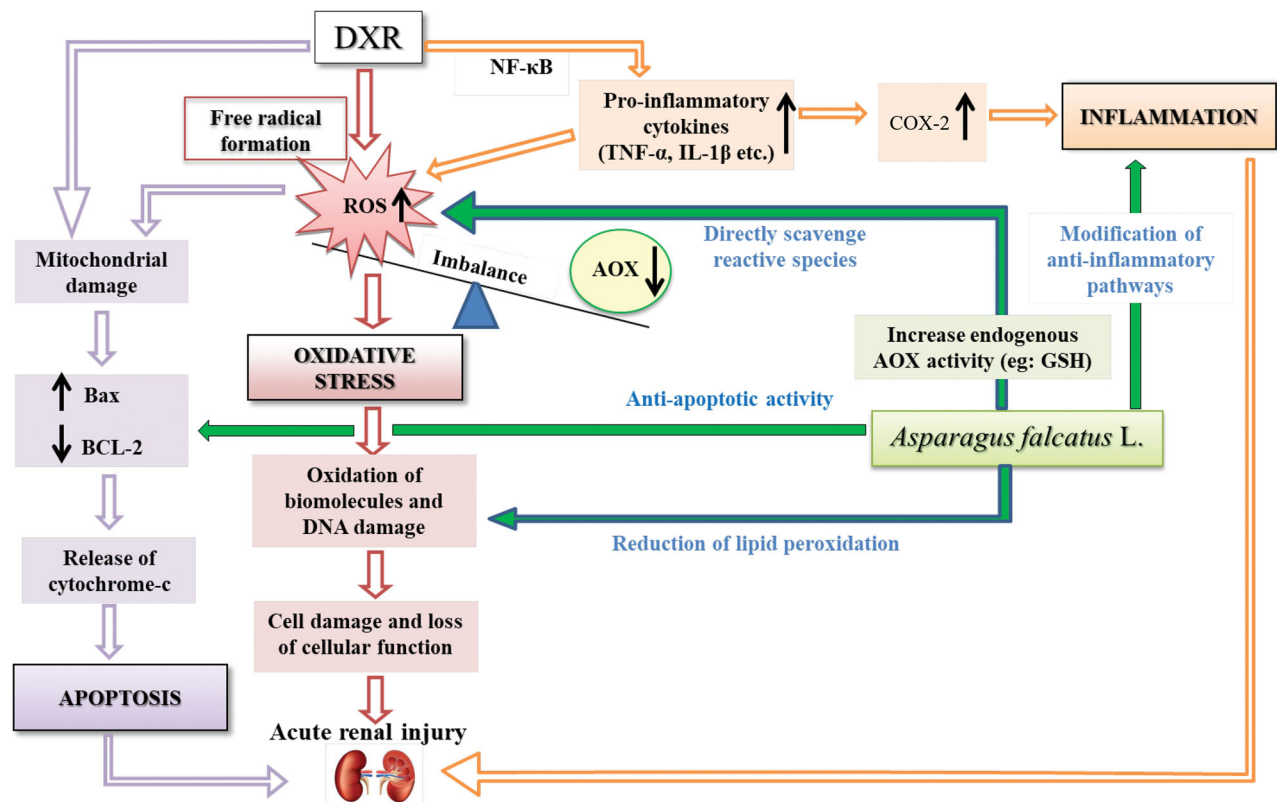 DXR
NF-κB
Free radical
formation
Pro-inflammatory
cytokines
(TNF-α, IL-1β etc.)
COX-2
INFLAMMATION
ROS
Imbalance
AOX
Directly scavenge
reactive species
Modification of
anti-inflammatory
pathways
Mitochondrial
damage
Increase endogenous
AOX activity (eg: GSH)
OXIDATIVE
STRESS
Bax
BCL-2
Anti-apoptotic activity
Asparagus falcatus L.
Oxidation of
biomolecules and
DNA damage
Reduction of lipid peroxidation
Release of
cytochrome-c
Cell damage and loss
of cellular function
APOPTOSIS
Acute renal injury